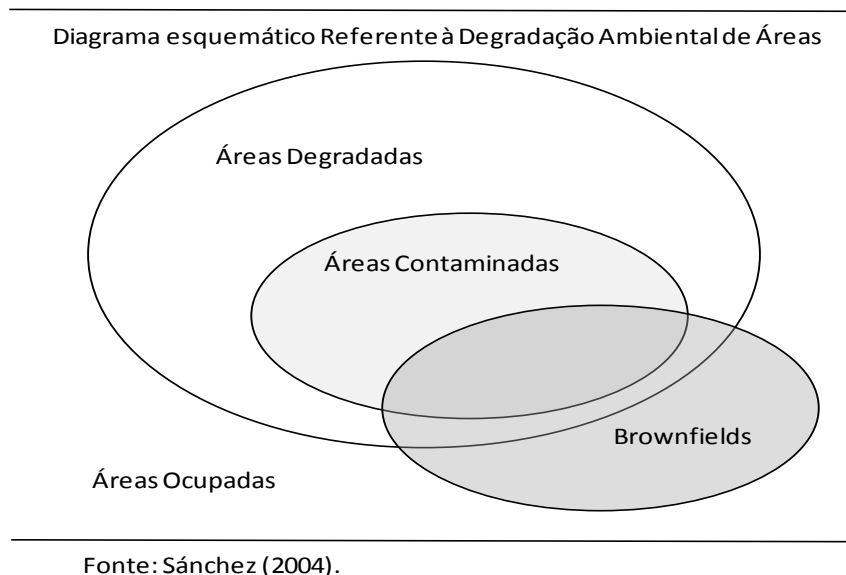 Diagrama esquemático Referente à Degradação Ambiental de Áreas
Áreas Degradadas
Áreas Contaminadas
Brownfields
Áreas Ocupadas
Fonte: Sánchez (2004).